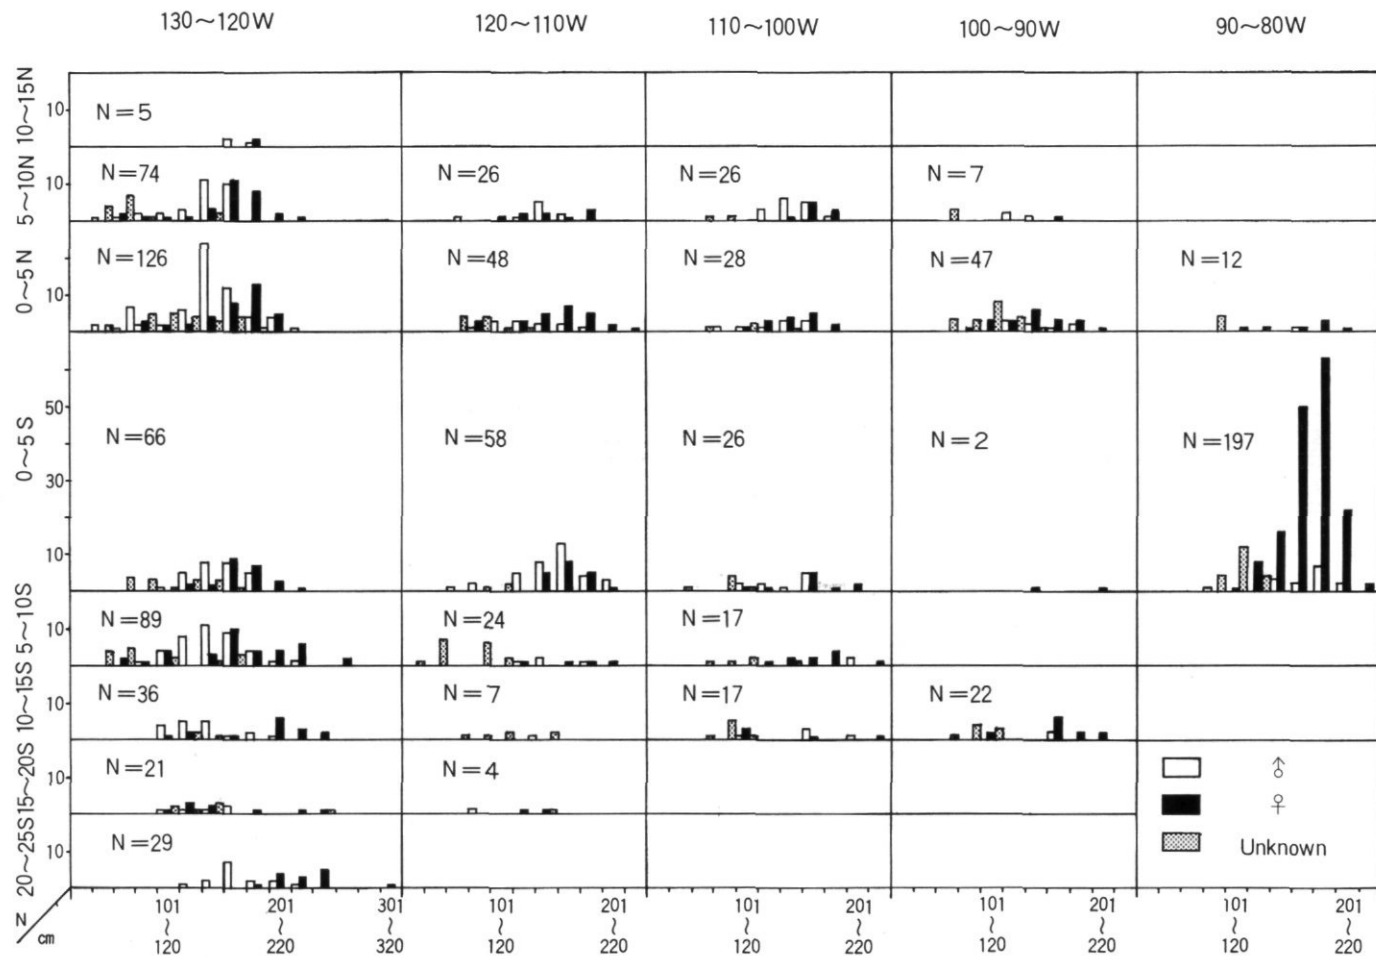 130~120W 120~110W 110~100W 100~90W 90~80W
10~15N
10
N=5
5~10N
10
N=74 N=26 N=26 N=7
0~5N
10
N=126 N=48 N=28 N=47 N=12
0~5S
50
30
10
N=66 N=58 N=26 N=2 N=197
5~10S
10
N=89 N=24 N=17
10~15S
10
N=36 N=7 N=17 N=22
15~20S
10
N=21 N=4
20~25S
10
N=29
♂
♀
Unknown
N
cm
101~120 201~220 301~320 101~120 201~220 101~120 201~220 101~120 201~220 101~120 201~220